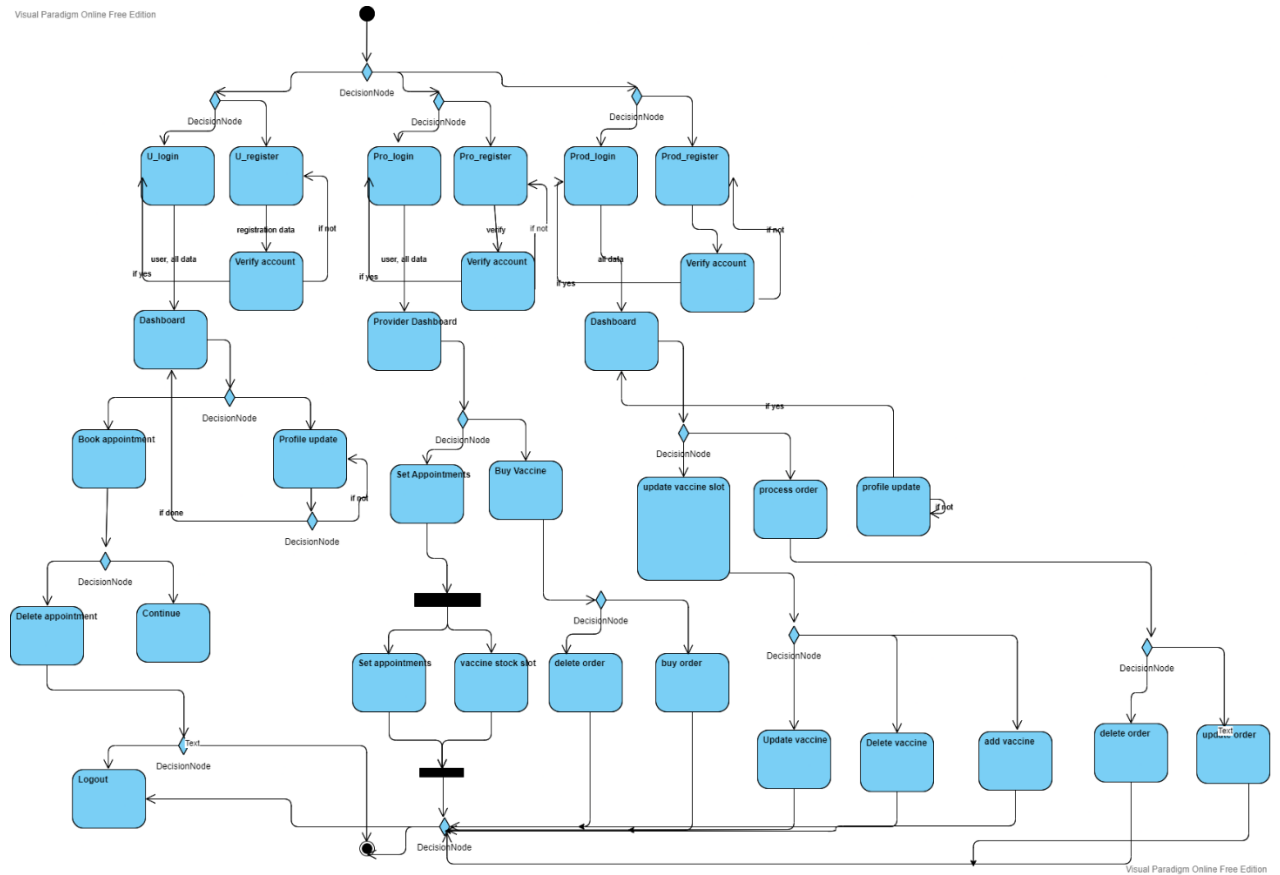 Visual Paradigm Online Free Edition
DecisionNode
DecisionNode
DecisionNode
DecisionNode
U_login
U_register
Pro_login
Pro_register
Prod_login
Prod_register
registration data
if not
verify
if not
if not
user, all data
user, all data
all data
if yes
if yes
if yes
Verify account
Verify account
Verify account
Dashboard
Provider Dashboard
Dashboard
if yes
DecisionNode
DecisionNode
DecisionNode
Book appointment
Profile update
Set Appointments
Buy Vaccine
update vaccine slot
process order
profile update
if not
if not
if done
DecisionNode
DecisionNode
Delete appointment
Continue
DecisionNode
Set appointments
vaccine stock slot
delete order
buy order
DecisionNode
DecisionNode
Text
DecisionNode
Logout
Update vaccine
Delete vaccine
add vaccine
delete order
update order
Text
DecisionNode
Visual Paradigm Online Free Edition